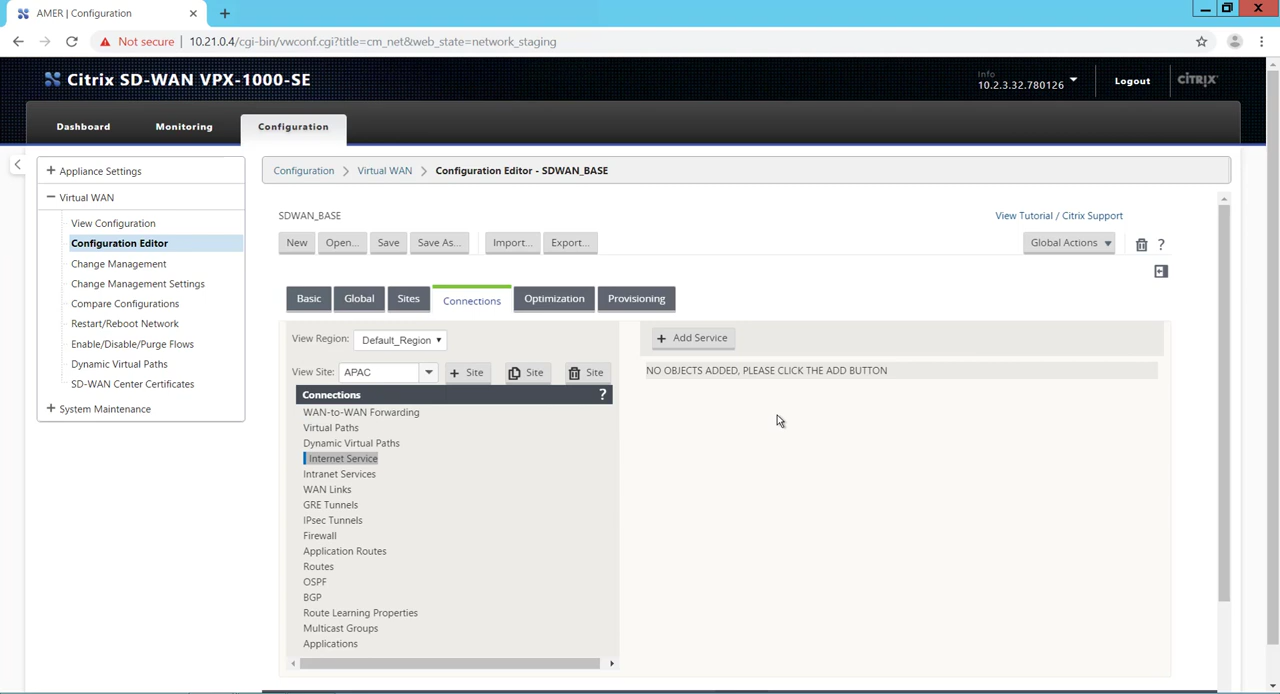 AMER | Configuration
Not secure | 10.21.0.4/cgi-bin/vwconf.cgi?title=cm_net&web_state=network_staging
Citrix SD-WAN VPX-1000-SE
Info
10.2.3.32.780126
Logout
citrix
Dashboard
Monitoring
Configuration
Appliance Settings
Virtual WAN
View Configuration
Configuration Editor
Change Management
Change Management Settings
Compare Configurations
Restart/Reboot Network
Enable/Disable/Purge Flows
Dynamic Virtual Paths
SD-WAN Center Certificates
System Maintenance
Configuration > Virtual WAN > Configuration Editor - SDWAN_BASE
SDWAN_BASE
View Tutorial / Citrix Support
New
Open...
Save
Save As...
Import...
Export...
Global Actions
?
Basic
Global
Sites
Connections
Optimization
Provisioning
View Region: Default_Region
View Site: APAC
+ Site
Site
Site
Connections ?
WAN-to-WAN Forwarding
Virtual Paths
Dynamic Virtual Paths
Internet Service
Intranet Services
WAN Links
GRE Tunnels
IPsec Tunnels
Firewall
Application Routes
Routes
OSPF
BGP
Route Learning Properties
Multicast Groups
Applications
+ Add Service
NO OBJECTS ADDED, PLEASE CLICK THE ADD BUTTON